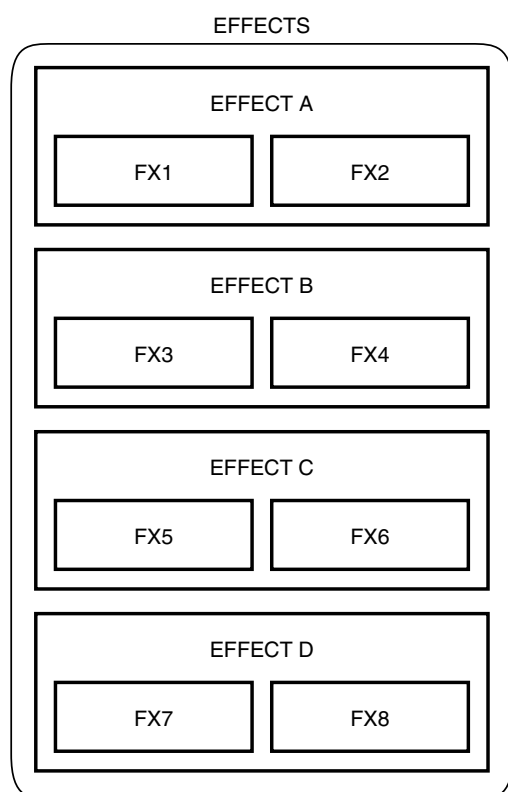 EFFECTS
EFFECT A
FX1 FX2
EFFECT B
FX3 FX4
EFFECT C
FX5 FX6
EFFECT D
FX7 FX8